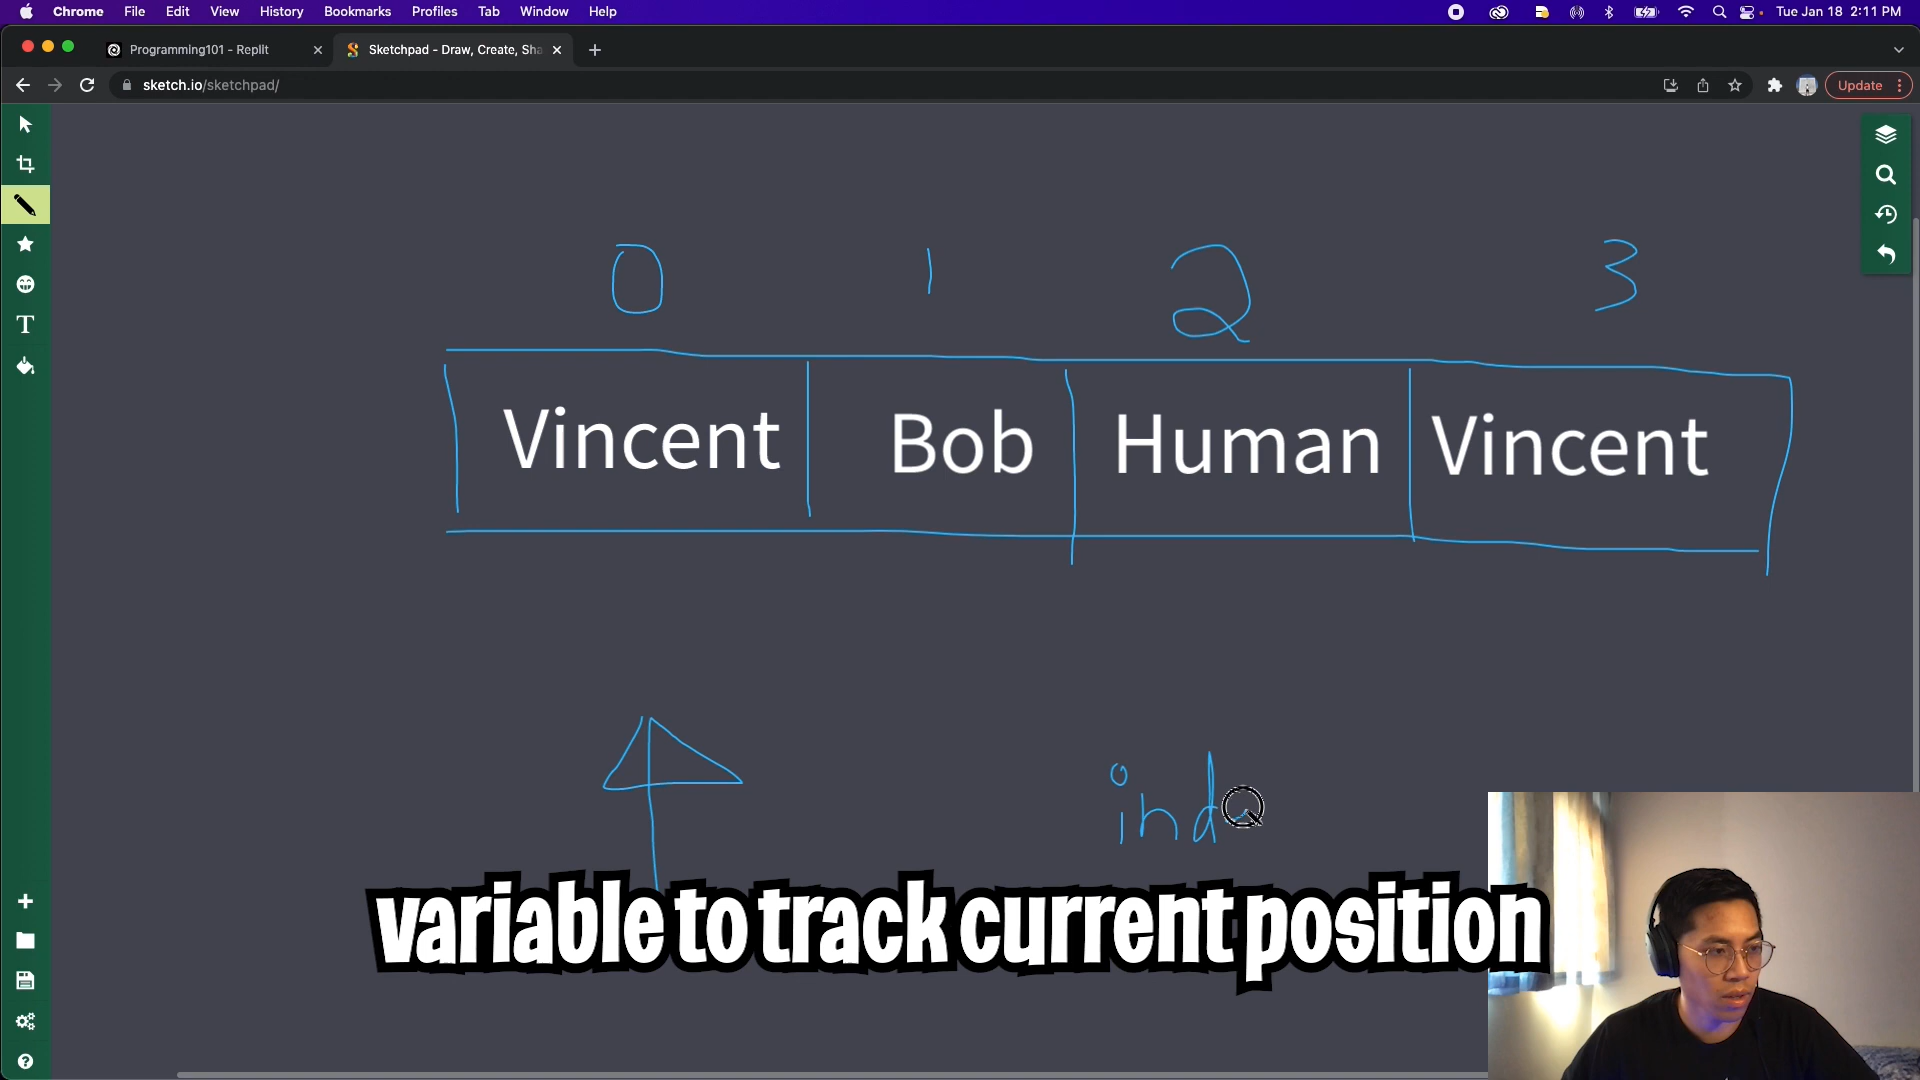 Chrome File Edit View History Bookmarks Profiles Tab Window Help Tue Jan 18 2:11 PM
Programming101 - Replit Sketchpad - Draw, Create, Sha
sketch.io/sketchpad/ Update
0 1 2 3
Vincent Bob Human Vincent
ind
variable to track current position
T